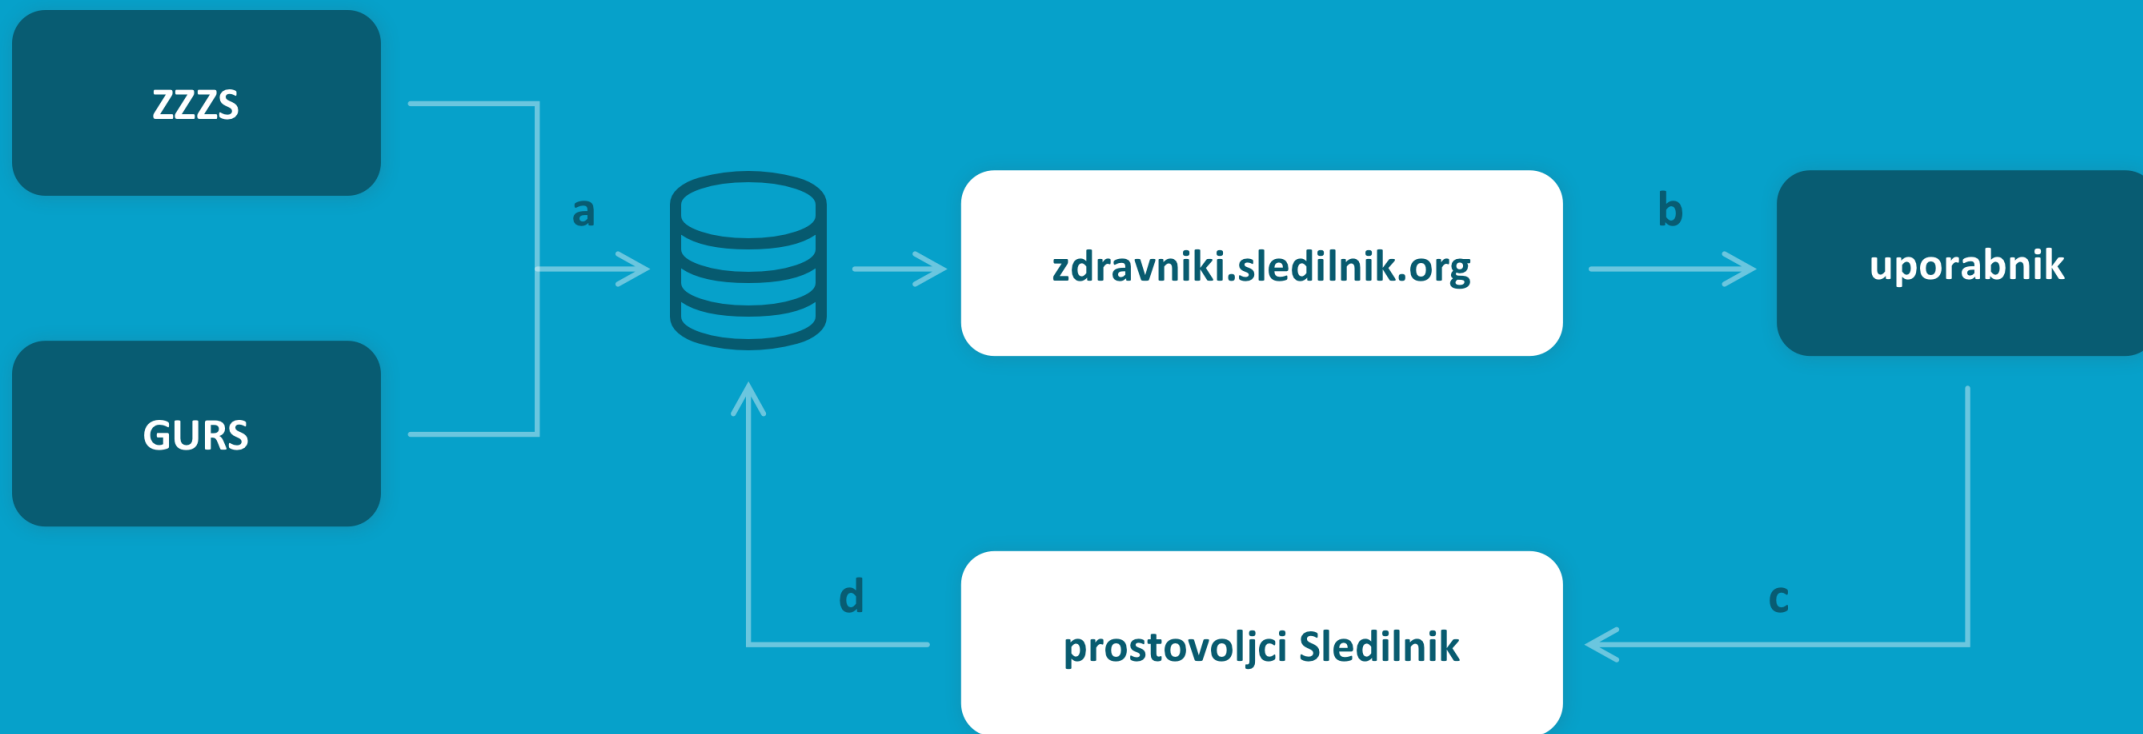 ZZZS
a
b
zdravniki.sledilnik.org
uporabnik
GURS
d
c
prostovoljci Sledilnik